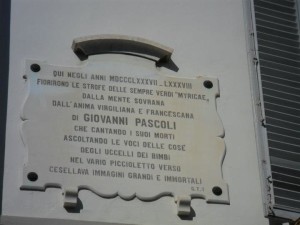 QUI NEGLI ANNI MDCCCLXXXVII - LXXXVIII
FIORIRONO LE STROFE DELLE SEMPRE VERDI "MYRICAE,,
DALLA MENTE SOVRANA
DALL'ANIMA VIRGILIANA E FRANCESCANA
DI GIOVANNI PASCOLI
CHE CANTANDO I SUOI MORTI
ASCOLTANDO LE VOCI DELLE COSE
DEGLI UCCELLI DEI BIMBI
NEL VARIO PICCIOLETTO VERSO
CESELLAVA IMMAGINI GRANDI E IMMORTALI